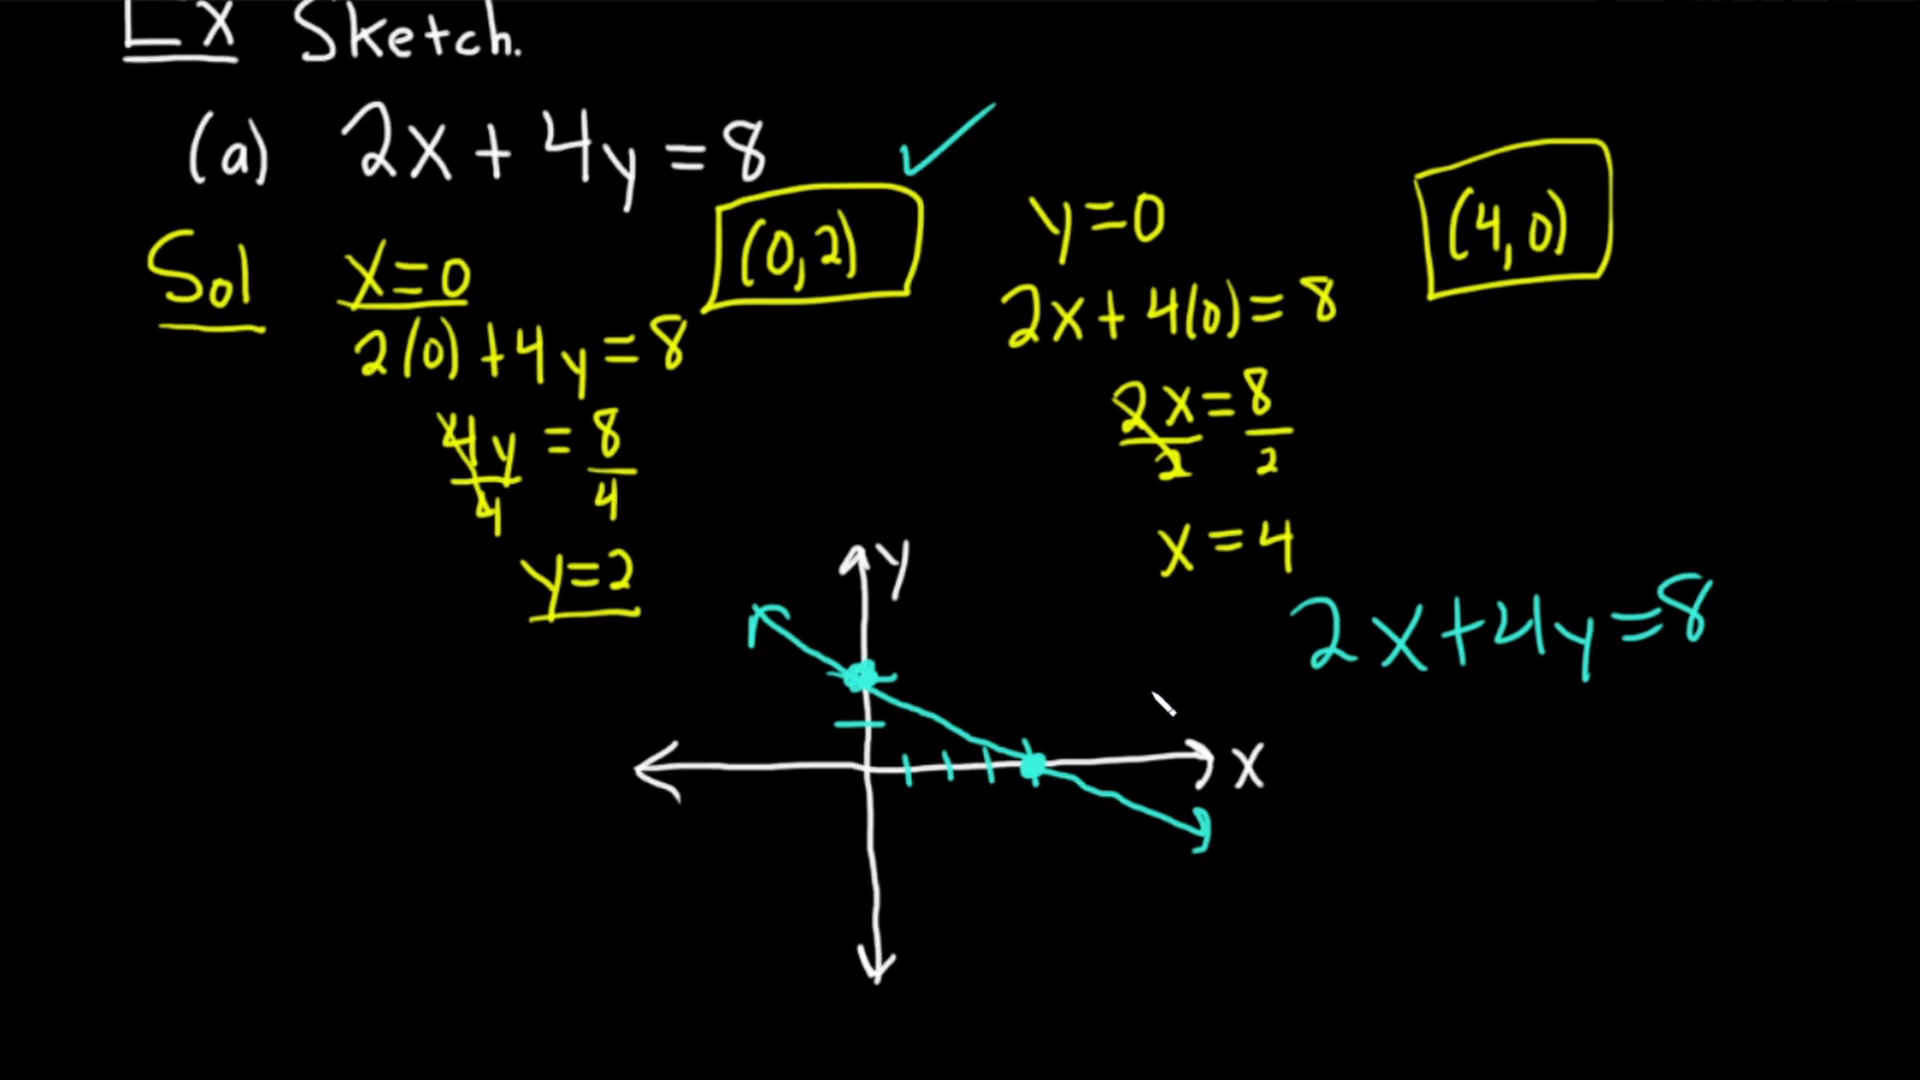 Ex Sketch.
(a) 2x + 4y = 8
Sol x = 0
(0, 2)
2(0) + 4y = 8
4y = 8
4 4
y = 2
y = 0
(4, 0)
2x + 4(0) = 8
2x = 8
2 2
x = 4
2x + 4y = 8
y
x